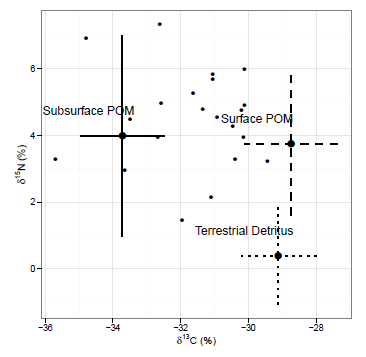 6
4
2
0
δ¹⁵N (%)
Subsurface POM
Surface POM
Terrestrial Detritus
−36 −34 −32 −30 −28
δ¹³C (%)